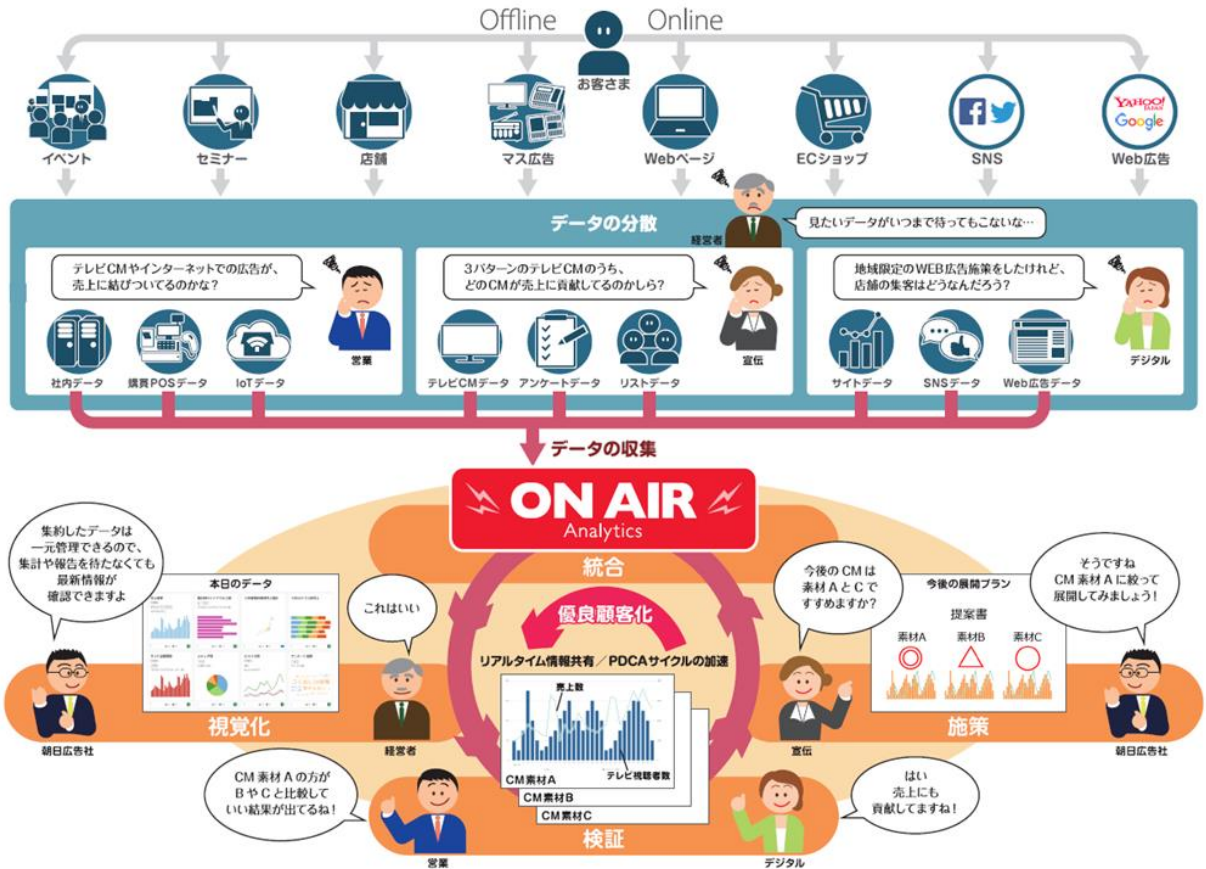 Offline
Online
お客さま
イベント
セミナー
店舗
マス広告
Webページ
ECショップ
SNS
YAHOO!
JAPAN
Google
Web広告
データの分散
経営者
見たいデータがいつまで待ってもこないな…
テレビCMやインターネットでの広告が、
売上に結びついてるのかな?
営業
社内データ
購買POSデータ
IoTデータ
3パターンのテレビCMのうち、
どのCMが売上に貢献してるのかしら?
宣伝
テレビCMデータ
アンケートデータ
リストデータ
地域限定のWEB広告施策をしたけれど、
店舗の集客はどうなんだろう?
デジタル
サイトデータ
SNSデータ
Web広告データ
データの収集
ON AIR
Analytics
統合
集約したデータは
一元管理できるので、
集計や報告を待たなくても
最新情報が
確認できますよ
本日のデータ
これはいい
朝日広告社
視覚化
経営者
優良顧客化
リアルタイム情報共有/PDCAサイクルの加速
売上数
テレビ視聴者数
CM素材A
CM素材B
CM素材C
今後のCMは
素材AとCで
すすめますか?
今後の展開プラン
提案書
素材A
素材B
素材C
そうですね
CM素材Aに絞って
展開してみましょう!
宣伝
施策
朝日広告社
CM素材Aの方が
BやCと比較して
いい結果が出てるね!
営業
検証
デジタル
はい
売上にも
貢献してますね!